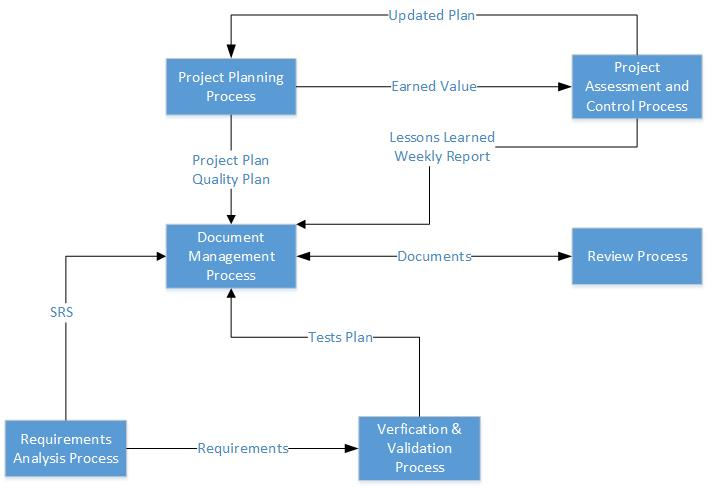 Updated Plan
Project Planning
Process
Earned Value
Project
Assessment and
Control Process
Lessons Learned
Weekly Report
Project Plan
Quality Plan
Document
Management
Process
Documents
Review Process
SRS
Tests Plan
Requirements
Analysis Process
Requirements
Verfication &
Validation
Process